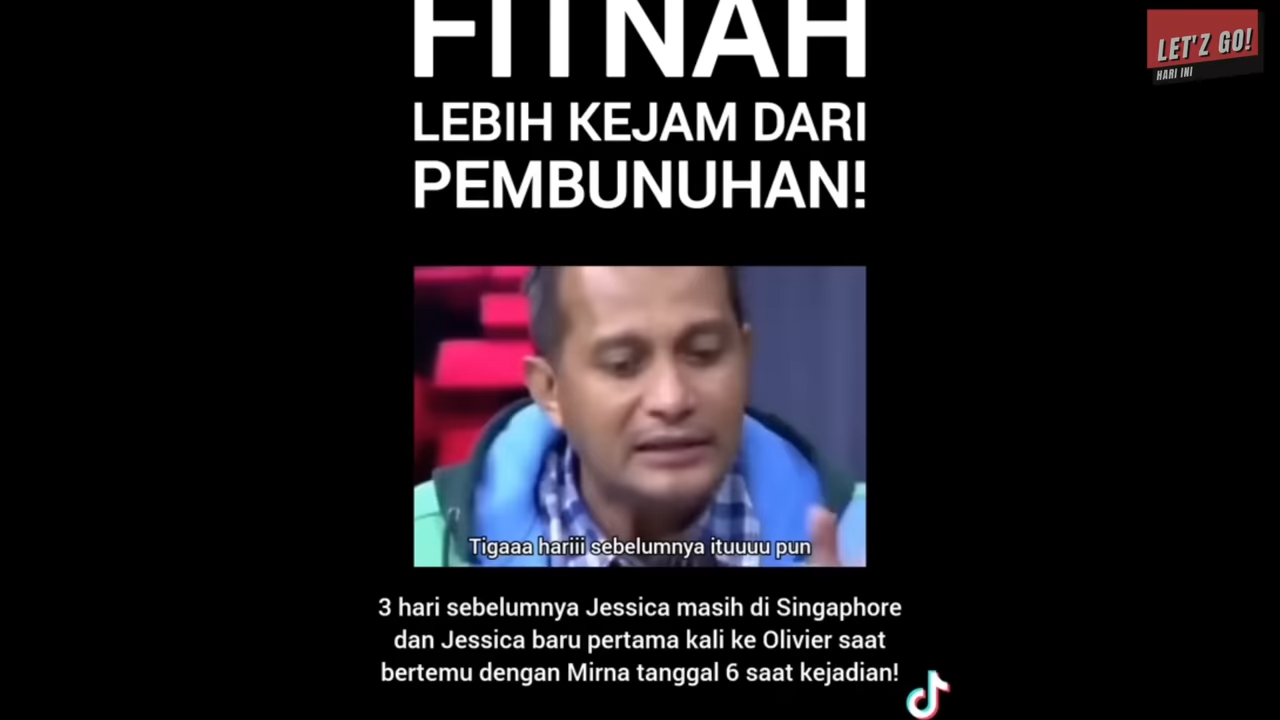 FITNAH
LEBIH KEJAM DARI
PEMBUNUHAN!
LET'Z GO!
HARI INI
Tigaaa hariii sebelumnya ituuuu pun
3 hari sebelumnya Jessica masih di Singaphore
dan Jessica baru pertama kali ke Olivier saat
bertemu dengan Mirna tanggal 6 saat kejadian!